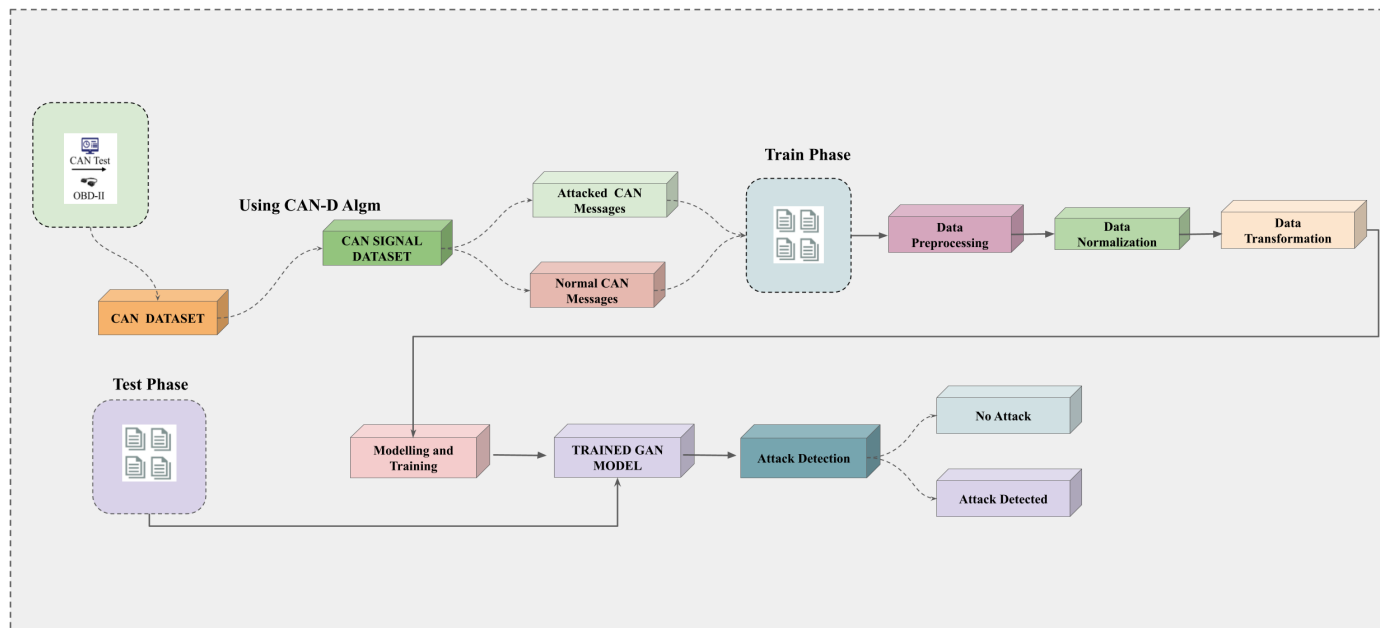 CAN Test
OBD-II
Using CAN-D Algm
CAN DATASET
CAN SIGNAL
DATASET
Attacked CAN
Messages
Normal CAN
Messages
Train Phase
Data
Preprocessing
Data
Normalization
Data
Transformation
Test Phase
Modelling and
Training
TRAINED GAN
MODEL
Attack Detection
No Attack
Attack Detected